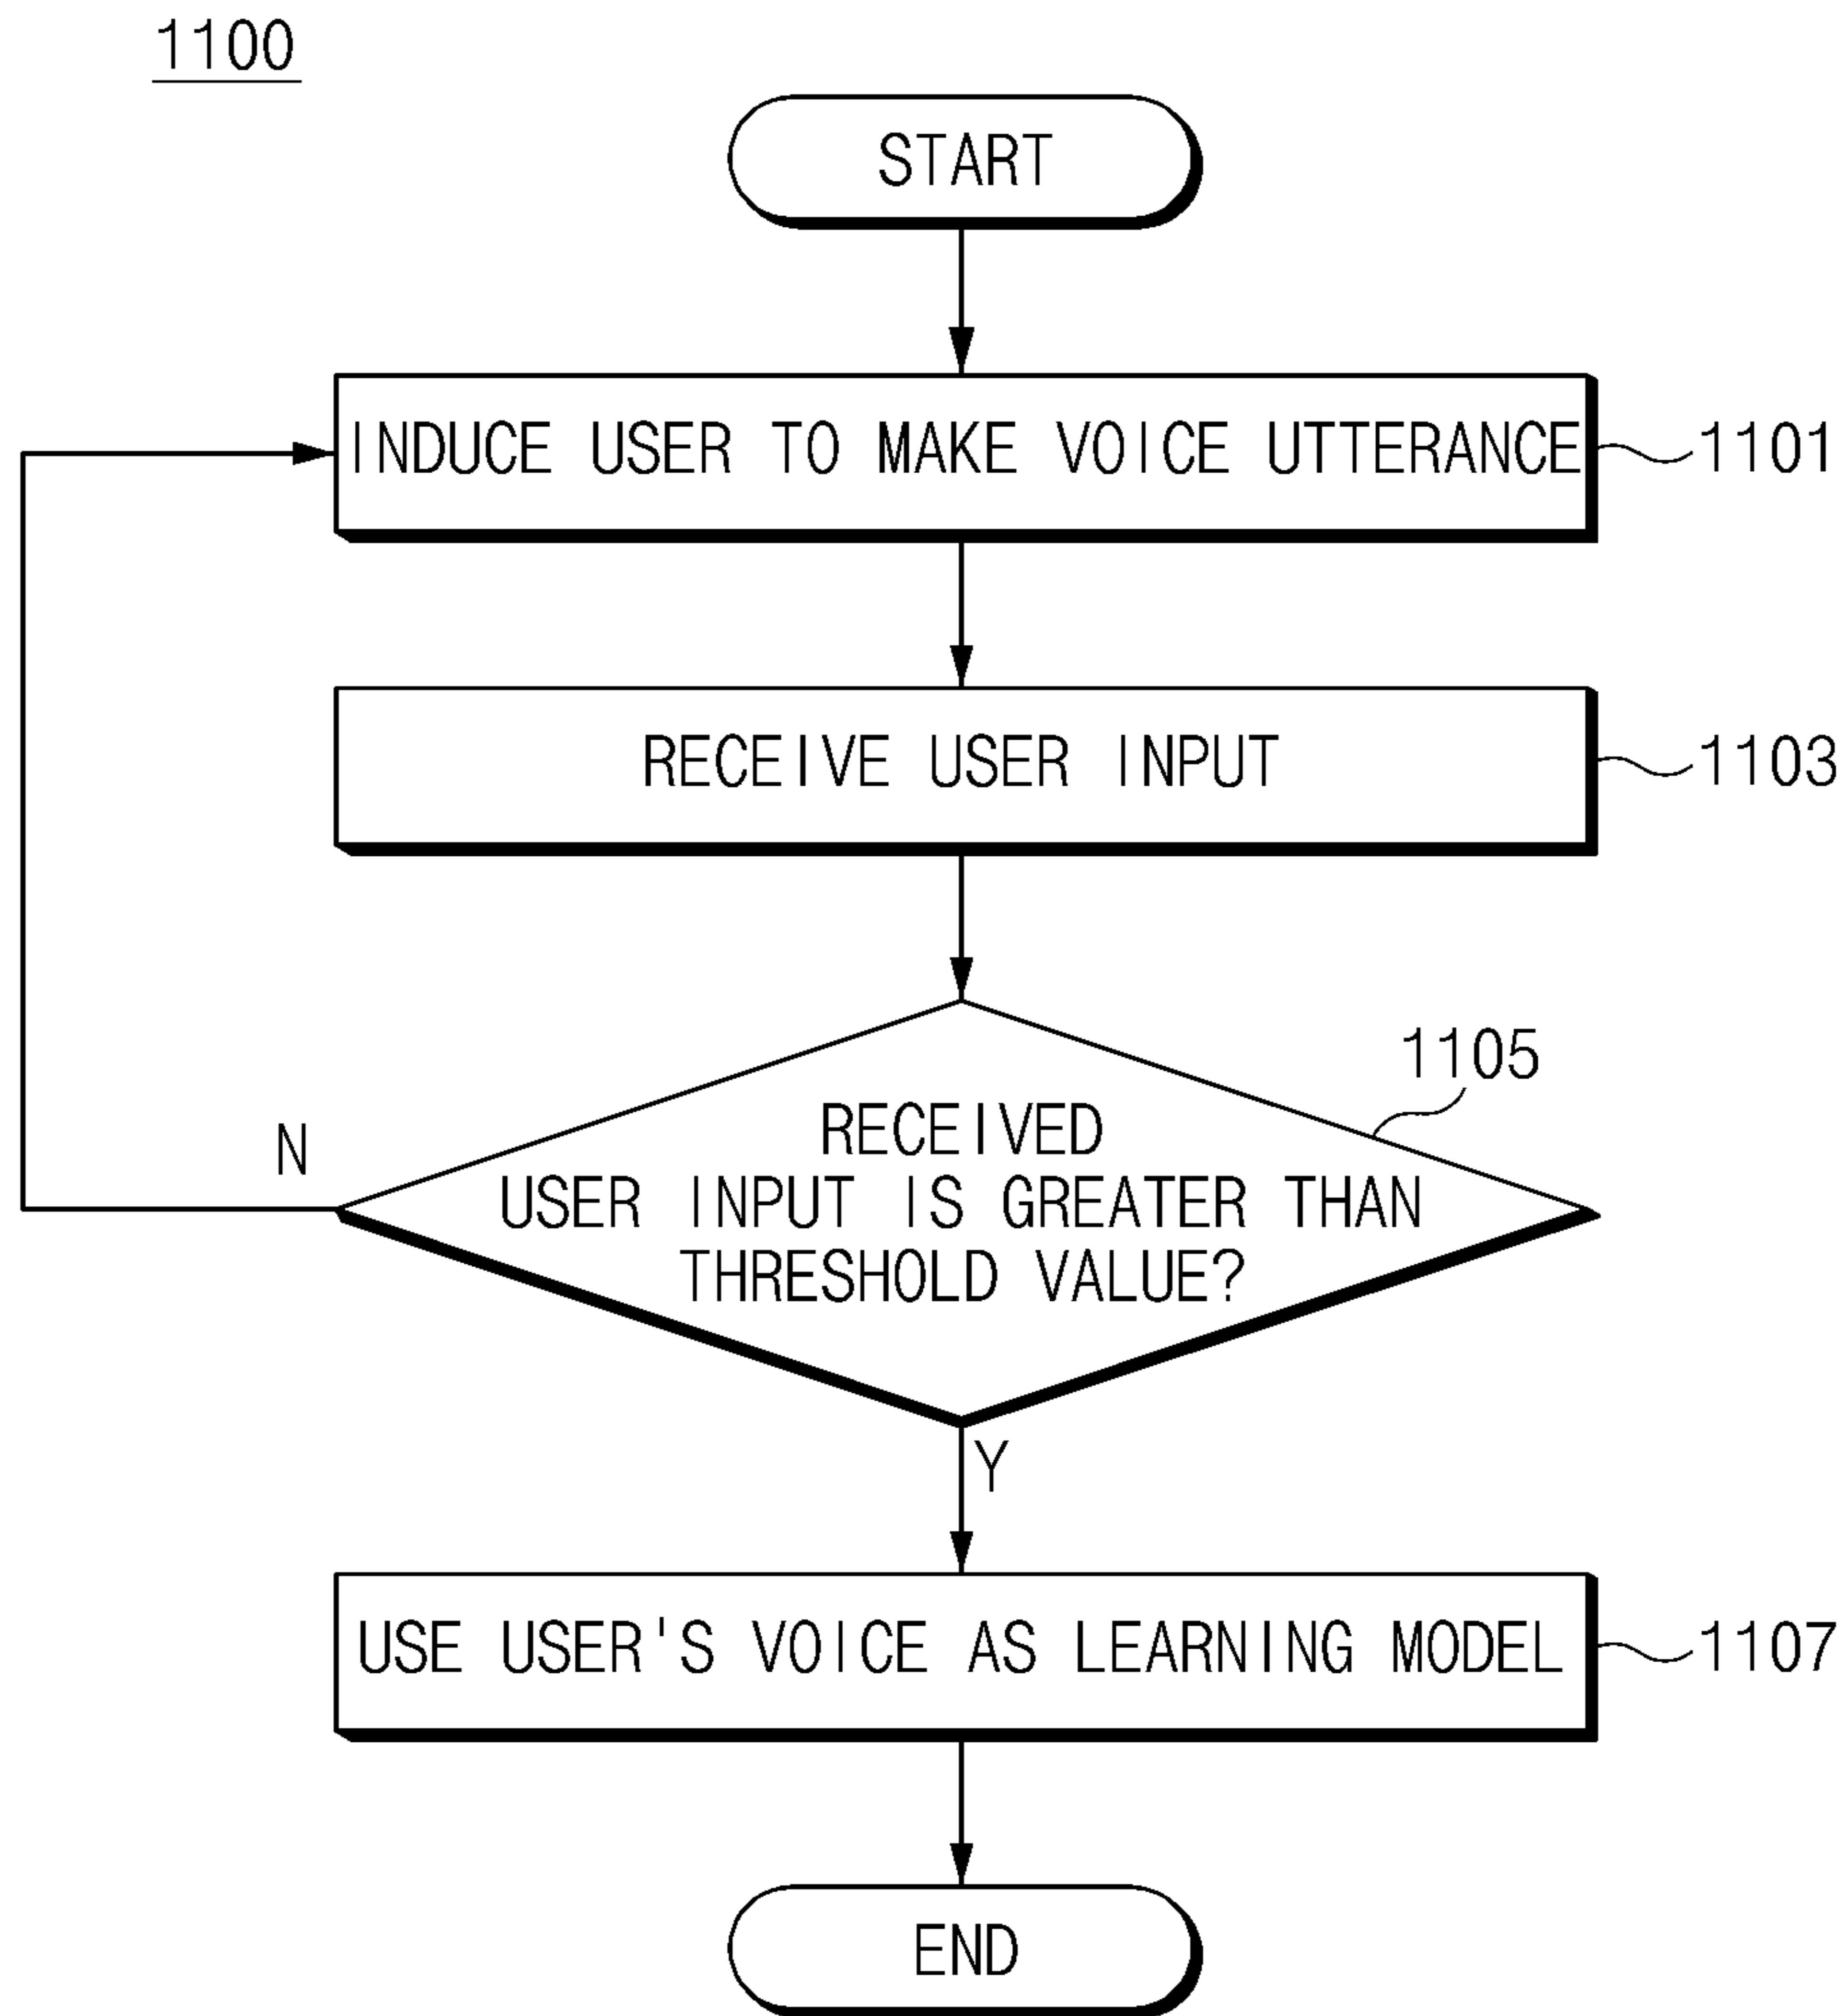 1100
START
INDUCE USER TO MAKE VOICE UTTERANCE
1101
RECEIVE USER INPUT
1103
1105
RECEIVED
USER INPUT IS GREATER THAN
THRESHOLD VALUE?
N
Y
USE USER'S VOICE AS LEARNING MODEL
1107
END